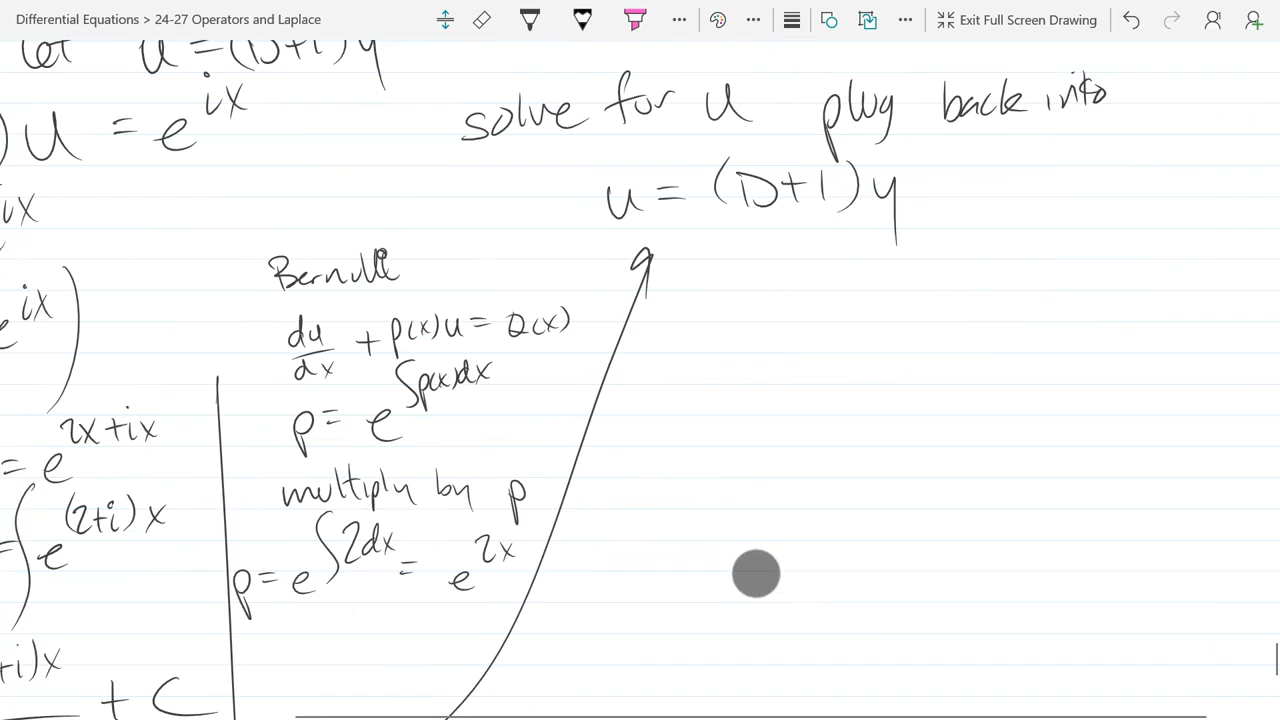 Differential Equations > 24-27 Operators and Laplace
Exit Full Screen Drawing
let u = (D+1)y
)u = e^{ix}
ix
e^{ix})
= e^{2x+ix}
= ∫e^{(2+i)x}
+i)x
+ C
Bernulli
du/dx + p(x)u = Q(x)
p = e^{∫p(x)dx}
multiply by p
p = e^{∫2dx} = e^{2x}
solve for u plug back into
u = (D+1)y